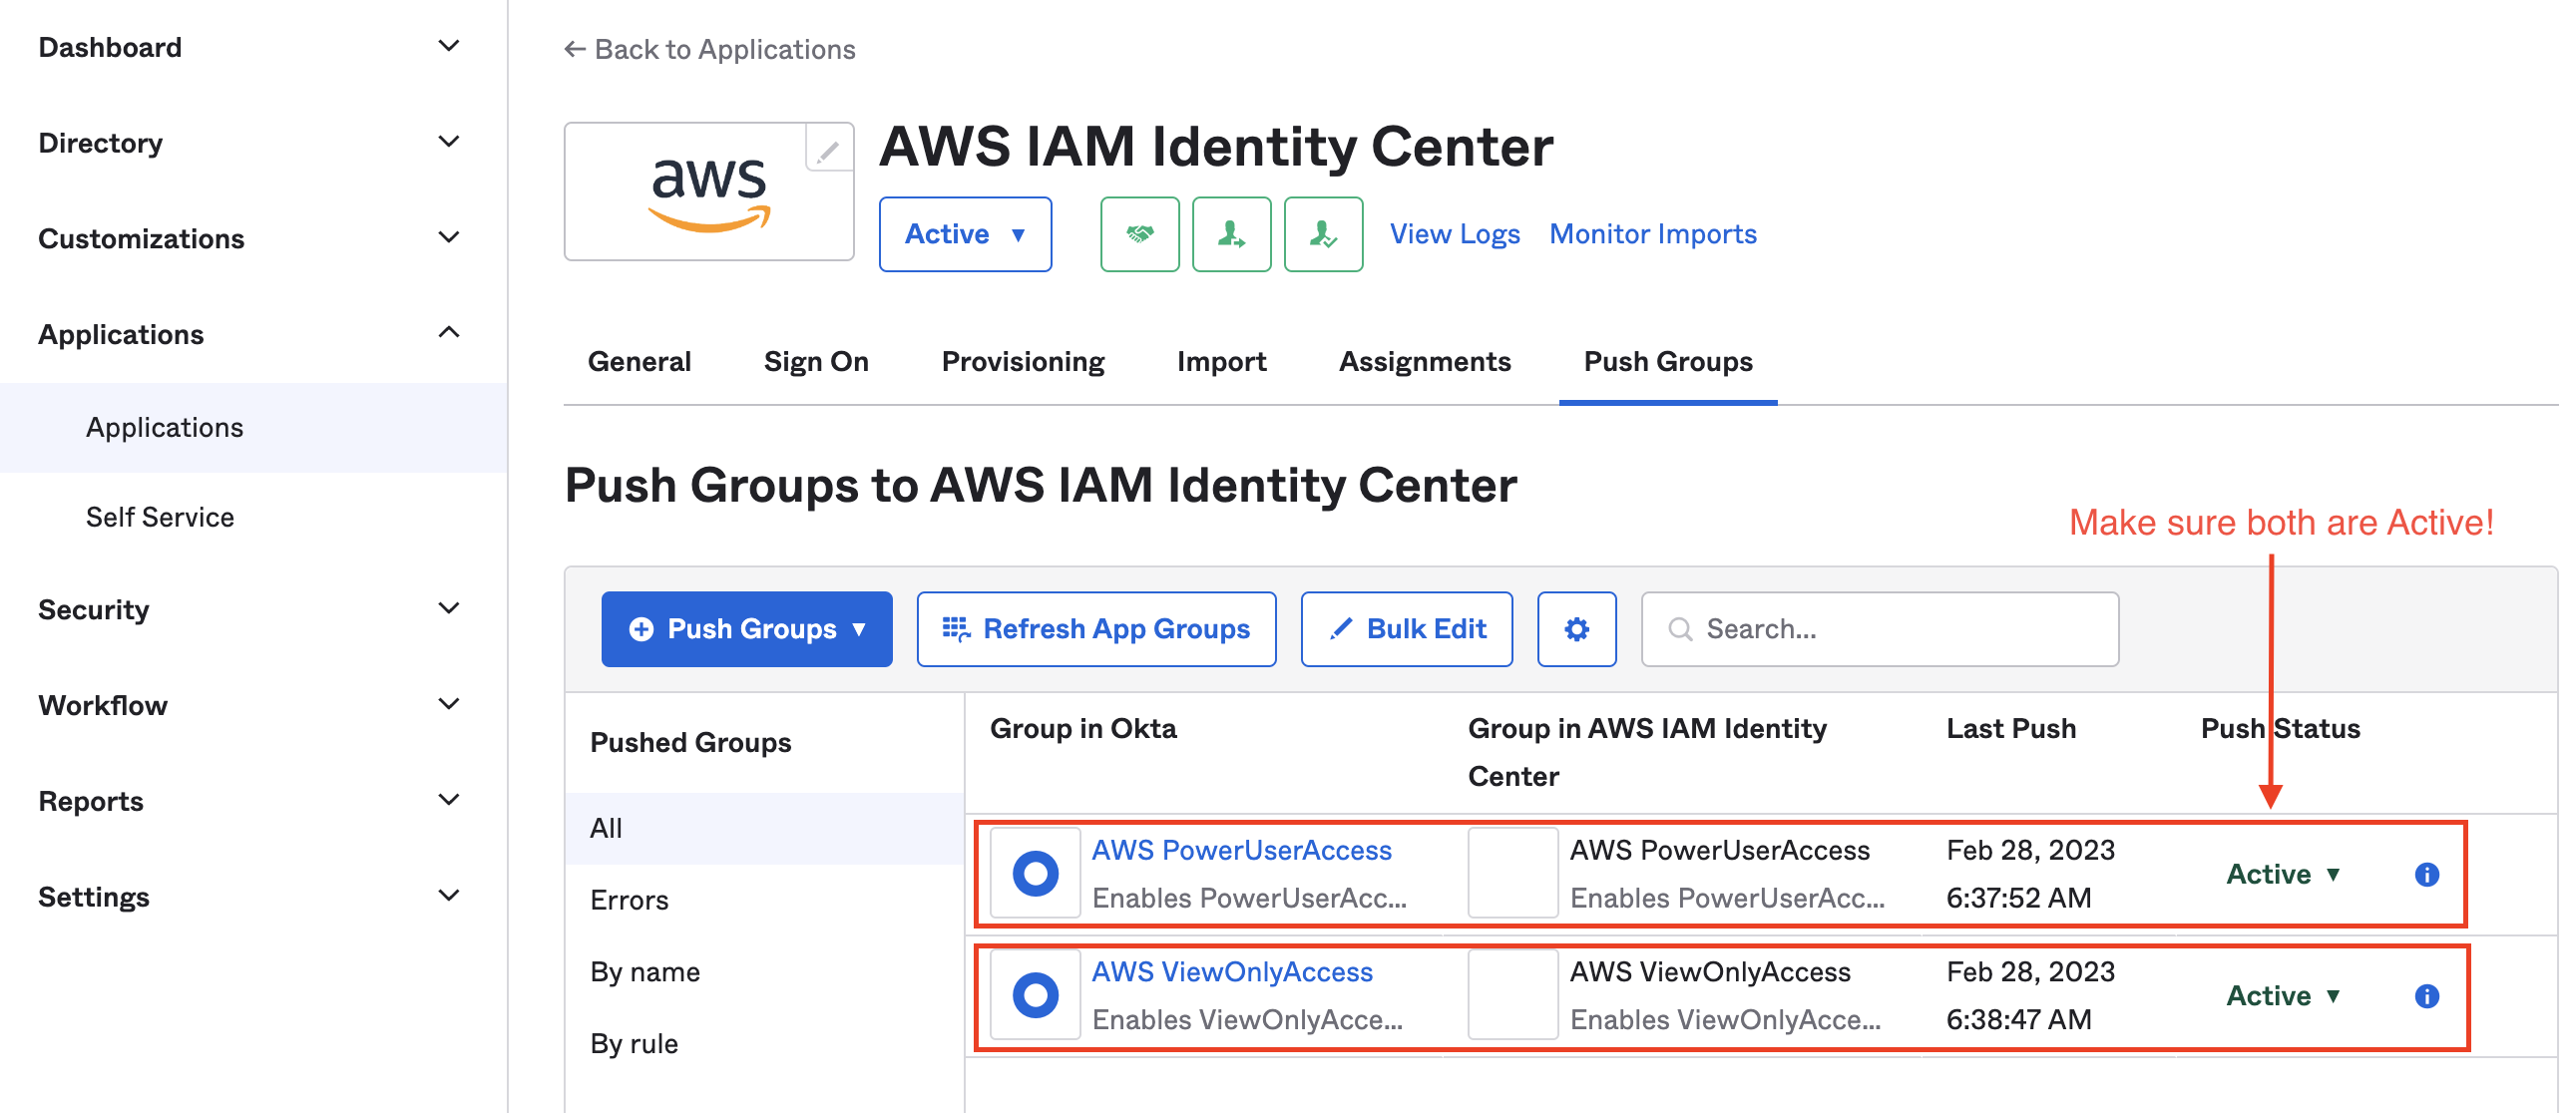 Dashboard
Directory
Customizations
Applications
Applications
Self Service
Security
Workflow
Reports
Settings
← Back to Applications
aws
AWS IAM Identity Center
Active ▼
View Logs
Monitor Imports
General
Sign On
Provisioning
Import
Assignments
Push Groups
Push Groups to AWS IAM Identity Center
Make sure both are Active!
Push Groups ▼
Refresh App Groups
Bulk Edit
Search...
Pushed Groups
All
Errors
By name
By rule
Group in Okta
Group in AWS IAM Identity
Center
Last Push
Push Status
AWS PowerUserAccess
Enables PowerUserAcc...
AWS PowerUserAccess
Enables PowerUserAcc...
Feb 28, 2023
6:37:52 AM
Active ▼
AWS ViewOnlyAccess
Enables ViewOnlyAcce...
AWS ViewOnlyAccess
Enables ViewOnlyAcce...
Feb 28, 2023
6:38:47 AM
Active ▼